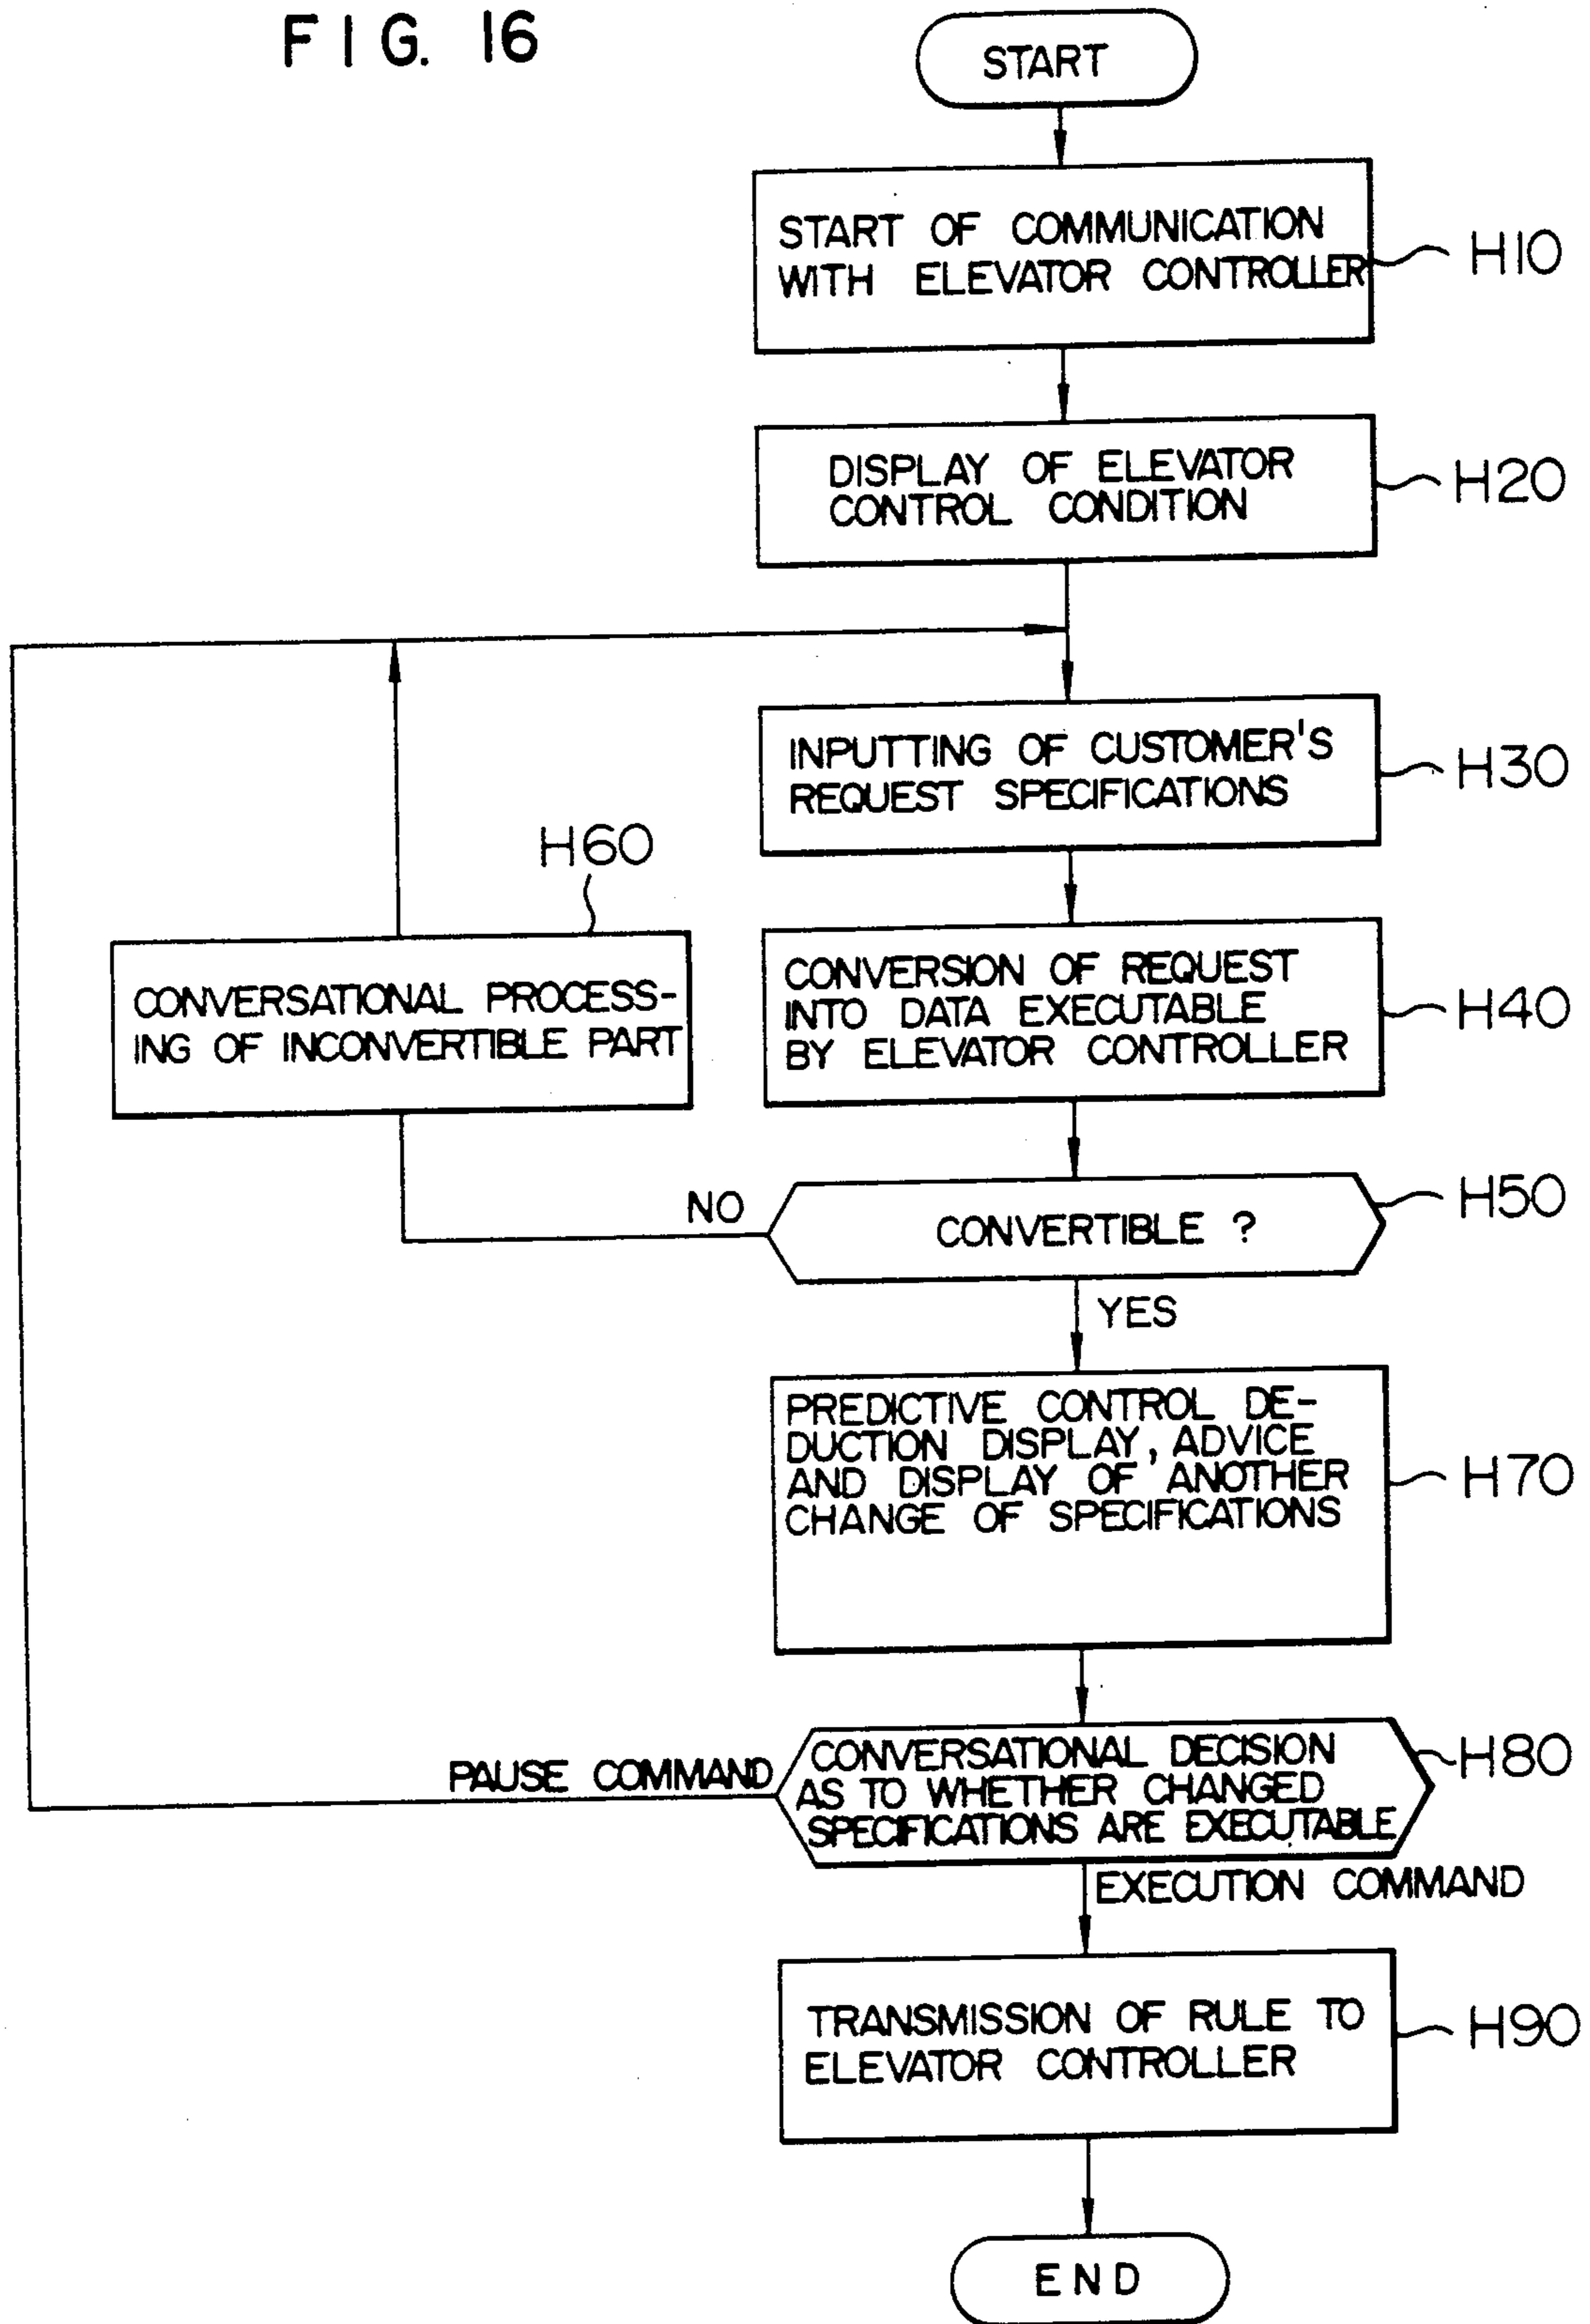 FIG. 16
START
START OF COMMUNICATION
WITH ELEVATOR CONTROLLER
H10
DISPLAY OF ELEVATOR
CONTROL CONDITION
H20
INPUTTING OF CUSTOMER'S
REQUEST SPECIFICATIONS
H30
H60
CONVERSATIONAL PROCESS-
ING OF INCONVERTIBLE PART
CONVERSION OF REQUEST
INTO DATA EXECUTABLE
BY ELEVATOR CONTROLLER
H40
NO
CONVERTIBLE ?
H50
YES
PREDICTIVE CONTROL DE-
DUCTION DISPLAY, ADVICE
AND DISPLAY OF ANOTHER
CHANGE OF SPECIFICATIONS
H70
PAUSE COMMAND
CONVERSATIONAL DECISION
AS TO WHETHER CHANGED
SPECIFICATIONS ARE EXECUTABLE
H80
EXECUTION COMMAND
TRANSMISSION OF RULE TO
ELEVATOR CONTROLLER
H90
END